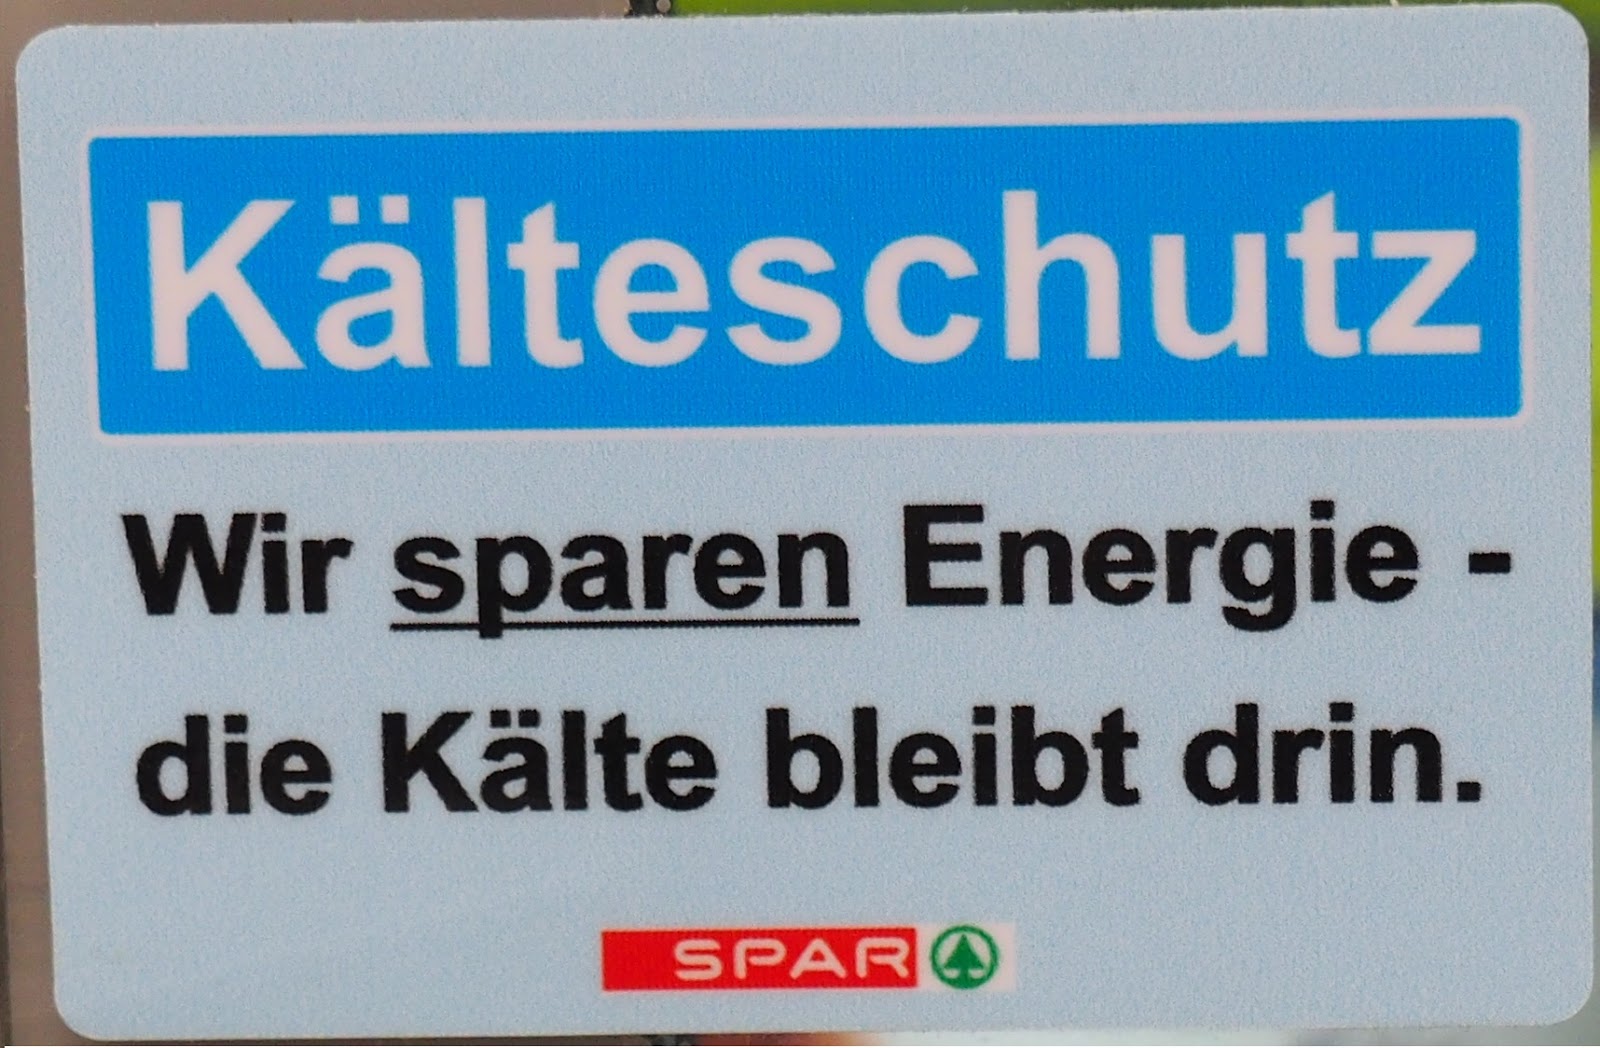 Kälteschutz
Wir sparen Energie -
die Kälte bleibt drin.
SPAR